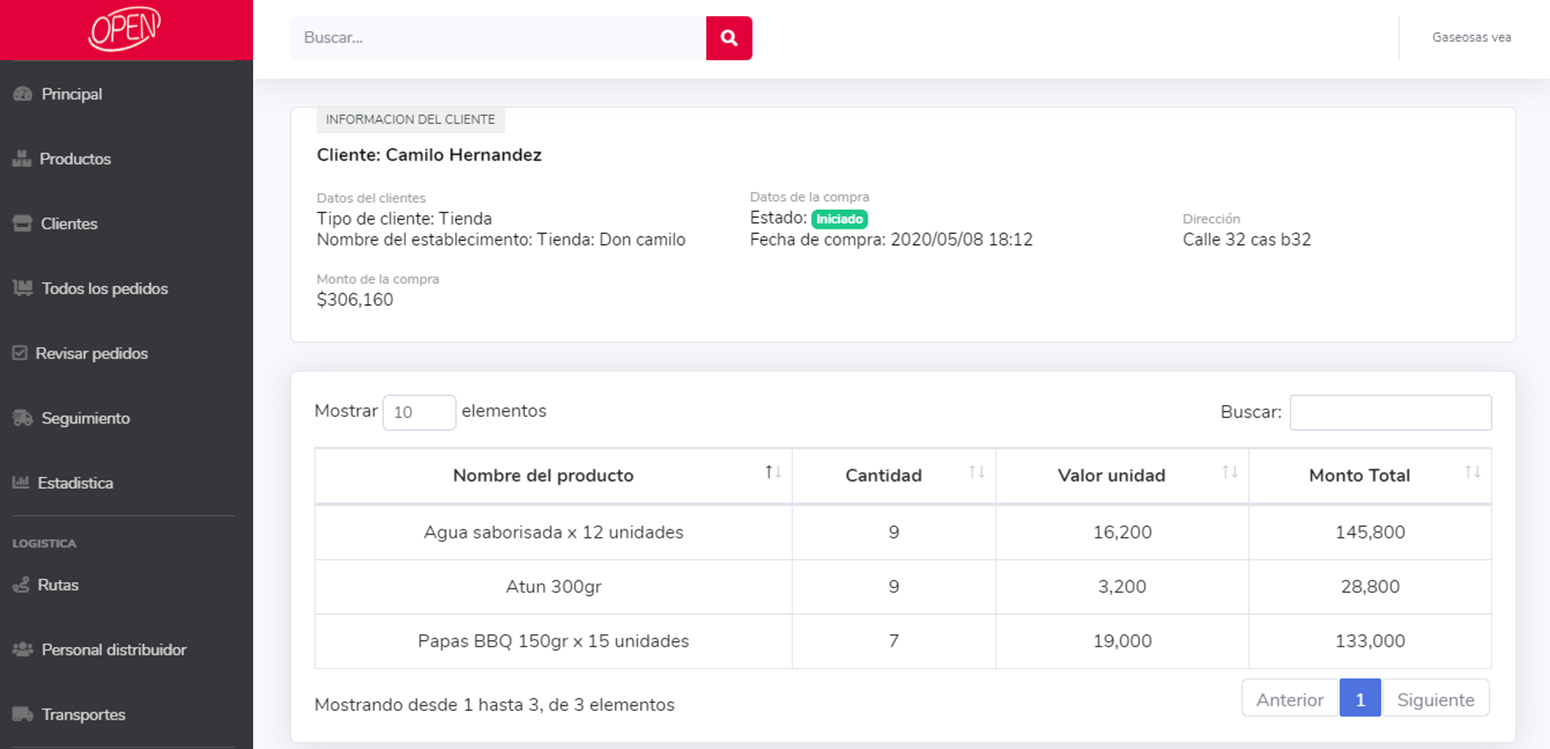 OPEN
Buscar...
Gaseosas vea
Principal
Productos
Clientes
Todos los pedidos
Revisar pedidos
Seguimiento
Estadistica
LOGISTICA
Rutas
Personal distribuidor
Transportes
INFORMACION DEL CLIENTE
Cliente: Camilo Hernandez
Datos del clientes
Tipo de cliente: Tienda
Nombre del establecimento: Tienda: Don camilo
Datos de la compra
Estado: Iniciado
Fecha de compra: 2020/05/08 18:12
Dirección
Calle 32 cas b32
Monto de la compra
$306,160
Mostrar 10 elementos
Buscar:
Nombre del producto Cantidad Valor unidad Monto Total
Agua saborisada x 12 unidades 9 16,200 145,800
Atun 300gr 9 3,200 28,800
Papas BBQ 150gr x 15 unidades 7 19,000 133,000
Mostrando desde 1 hasta 3, de 3 elementos
Anterior 1 Siguiente